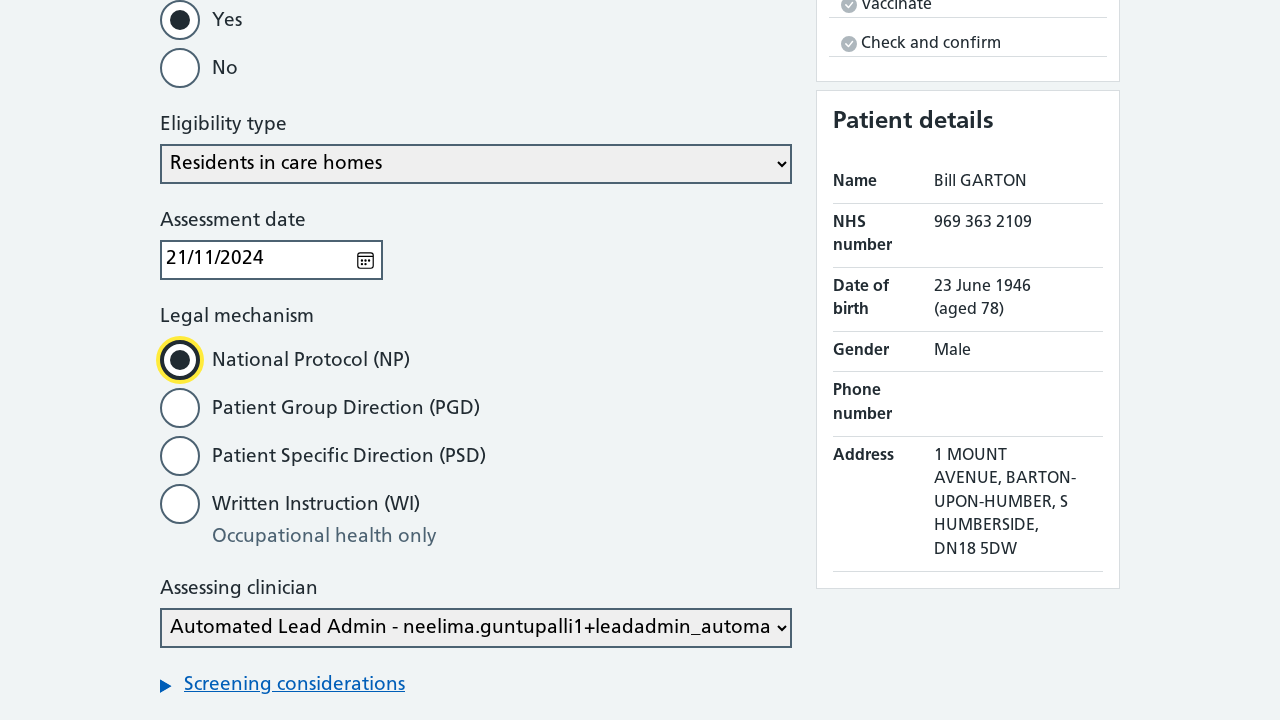 Yes
No
Eligibility type
Residents in care homes
Assessment date
21/11/2024
Legal mechanism
National Protocol (NP)
Patient Group Direction (PGD)
Patient Specific Direction (PSD)
Written Instruction (WI)
Occupational health only
Assessing clinician
Automated Lead Admin - neelima.guntupalli1+leadadmin_automa
Screening considerations
Vaccinate
Check and confirm
Patient details
Name Bill GARTON
NHS number 969 363 2109
Date of birth 23 June 1946 (aged 78)
Gender Male
Phone number
Address 1 MOUNT
AVENUE, BARTON-
UPON-HUMBER, S
HUMBERSIDE,
DN18 5DW